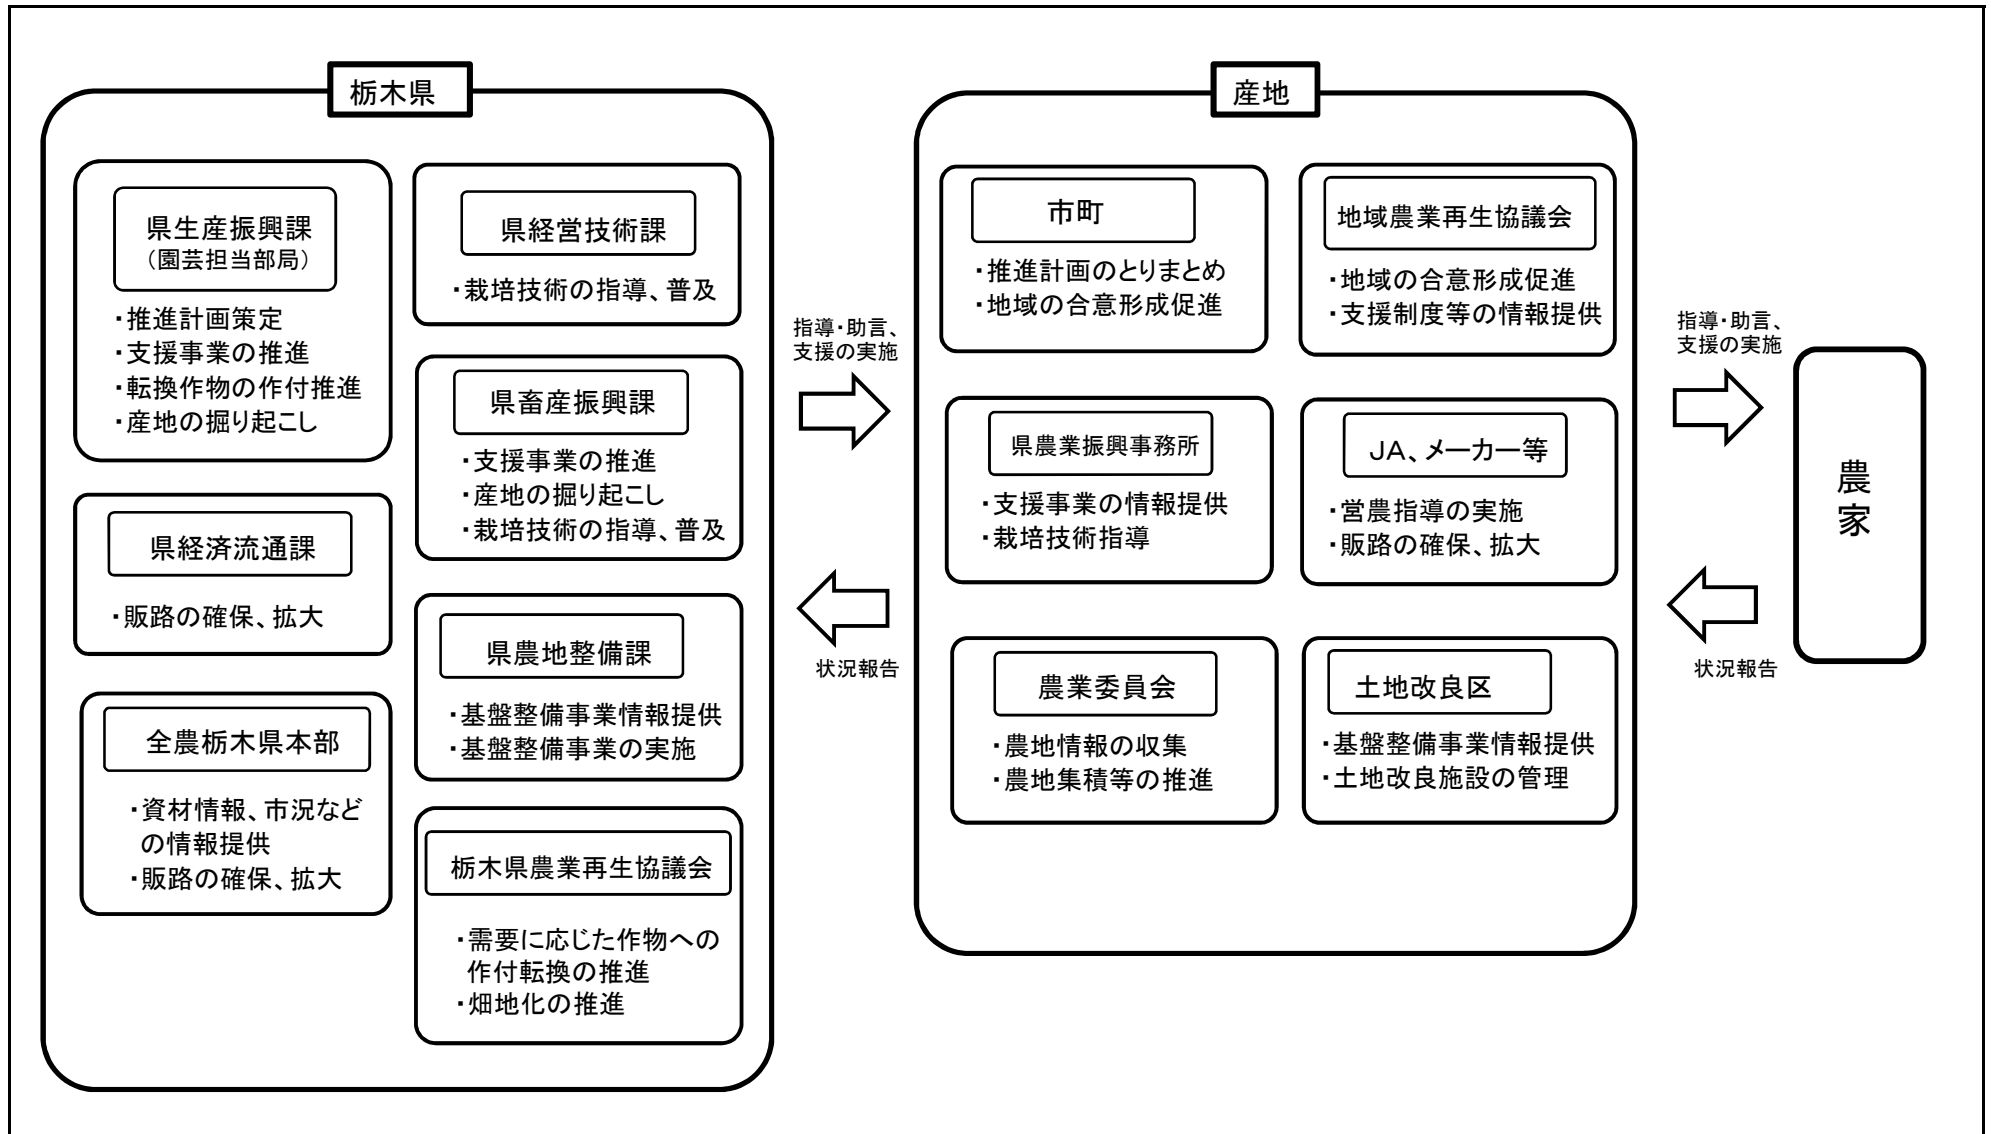 栃木県
県生産振興課
（園芸担当部局）
・推進計画策定
・支援事業の推進
・転換作物の作付推進
・産地の掘り起こし
県経済流通課
・販路の確保、拡大
全農栃木県本部
・資材情報、市況など
の情報提供
・販路の確保、拡大
県経営技術課
・栽培技術の指導、普及
県畜産振興課
・支援事業の推進
・産地の掘り起こし
・栽培技術の指導、普及
県農地整備課
・基盤整備事業情報提供
・基盤整備事業の実施
栃木県農業再生協議会
・需要に応じた作物への
作付転換の推進
・畑地化の推進
指導・助言、
支援の実施
状況報告
産地
市町
・推進計画のとりまとめ
・地域の合意形成促進
地域農業再生協議会
・地域の合意形成促進
・支援制度等の情報提供
県農業振興事務所
・支援事業の情報提供
・栽培技術指導
JA、メーカー等
・営農指導の実施
・販路の確保、拡大
農業委員会
・農地情報の収集
・農地集積等の推進
土地改良区
・基盤整備事業情報提供
・土地改良施設の管理
指導・助言、
支援の実施
状況報告
農家